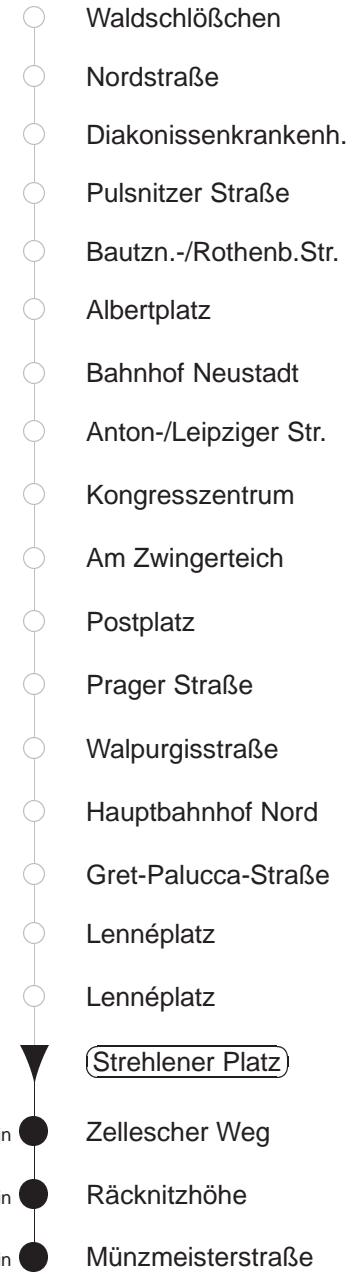 Waldschlößchen
Nordstraße
Diakonissenkrankenh.
Pulsnitzer Straße
Bautzn.-/Rothenb.Str.
Albertplatz
Bahnhof Neustadt
Anton-/Leipziger Str.
Kongresszentrum
Am Zwingerteich
Postplatz
Prager Straße
Walpurgisstraße
Hauptbahnhof Nord
Gret-Palucca-Straße
Lennéplatz
Lennéplatz
Strehlener Platz
Zellescher Weg
Räcknitzhöhe
Münzmeisterstraße